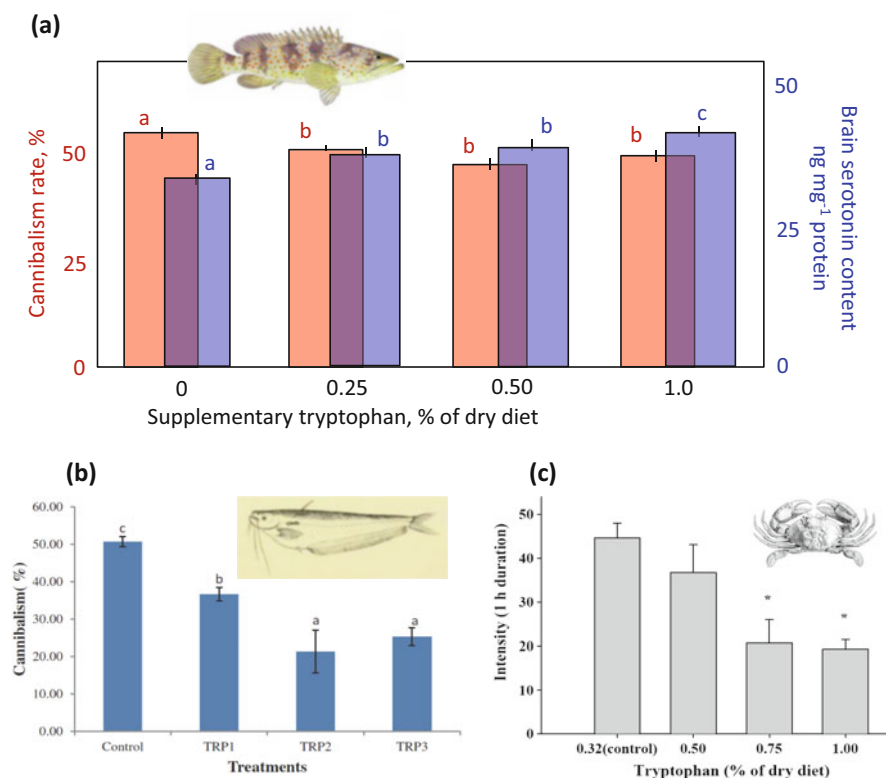 (a)
50
25
0
Cannibalism rate, %
a
a
b
b
b
b
b
c
50
25
0
Brain serotonin content
ng mg-1 protein
0 0.25 0.50 1.0
Supplementary tryptophan, % of dry diet
(b)
60.00
50.00
40.00
30.00
20.00
10.00
0.00
Cannibalism( %)
c
b
a
a
Control TRP1 TRP2 TRP3
Treatments
(c)
50
40
30
20
10
0
Intensity (1 h duration)
*
*
0.32(control) 0.50 0.75 1.00
Tryptophan (% of dry diet)